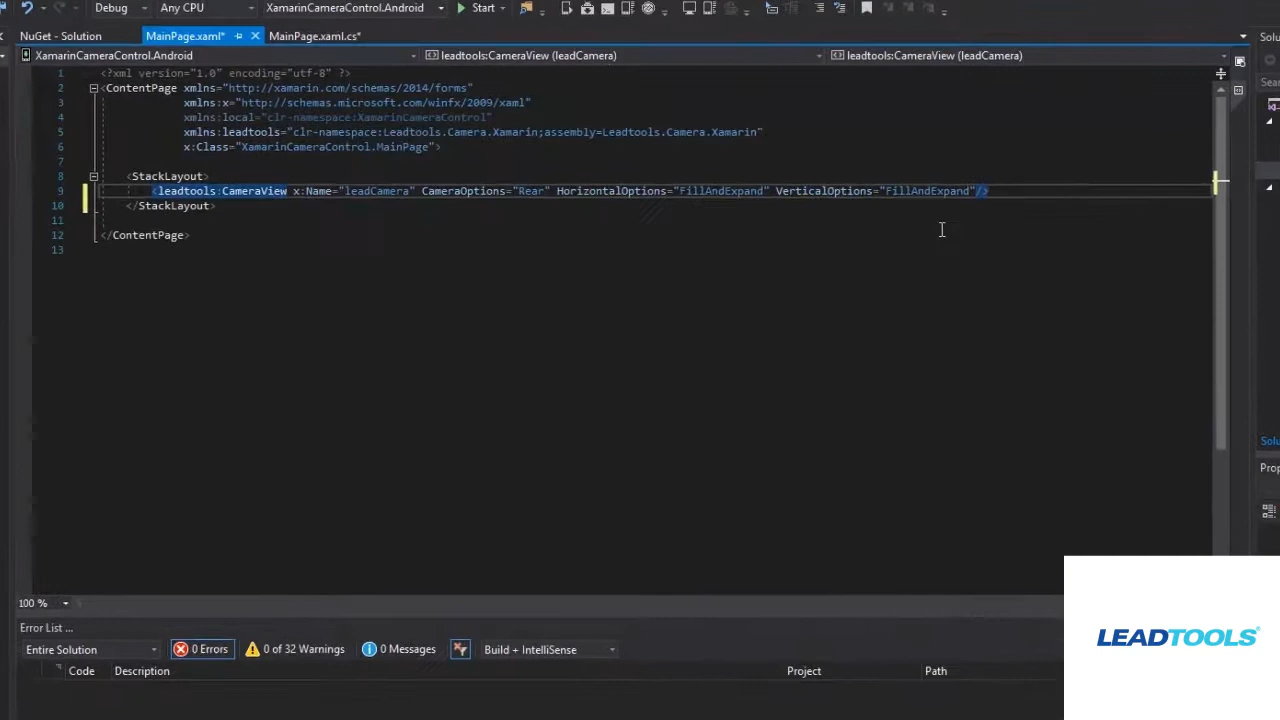 Debug Any CPU XamarinCameraControl.Android Start
NuGet - Solution MainPage.xaml* MainPage.xaml.cs*
XamarinCameraControl.Android leadtools:CameraView (leadCamera) leadtools:CameraView (leadCamera)
1 <?xml version="1.0" encoding="utf-8" ?>
2 <ContentPage xmlns="http://xamarin.com/schemas/2014/forms"
3 xmlns:x="http://schemas.microsoft.com/winfx/2009/xaml"
4 xmlns:local="clr-namespace:XamarinCameraControl"
5 xmlns:leadtools="clr-namespace:Leadtools.Camera.Xamarin;assembly=Leadtools.Camera.Xamarin"
6 x:Class="XamarinCameraControl.MainPage">
7
8 <StackLayout>
9 <leadtools:CameraView x:Name="leadCamera" CameraOptions="Rear" HorizontalOptions="FillAndExpand" VerticalOptions="FillAndExpand"/>
10 </StackLayout>
11
12 </ContentPage>
13
Solu
Sear
Solu
Prop
100 %
Error List ...
Entire Solution 0 Errors 0 of 32 Warnings 0 Messages Build + IntelliSense
Code Description Project Path
LEADTOOLS®